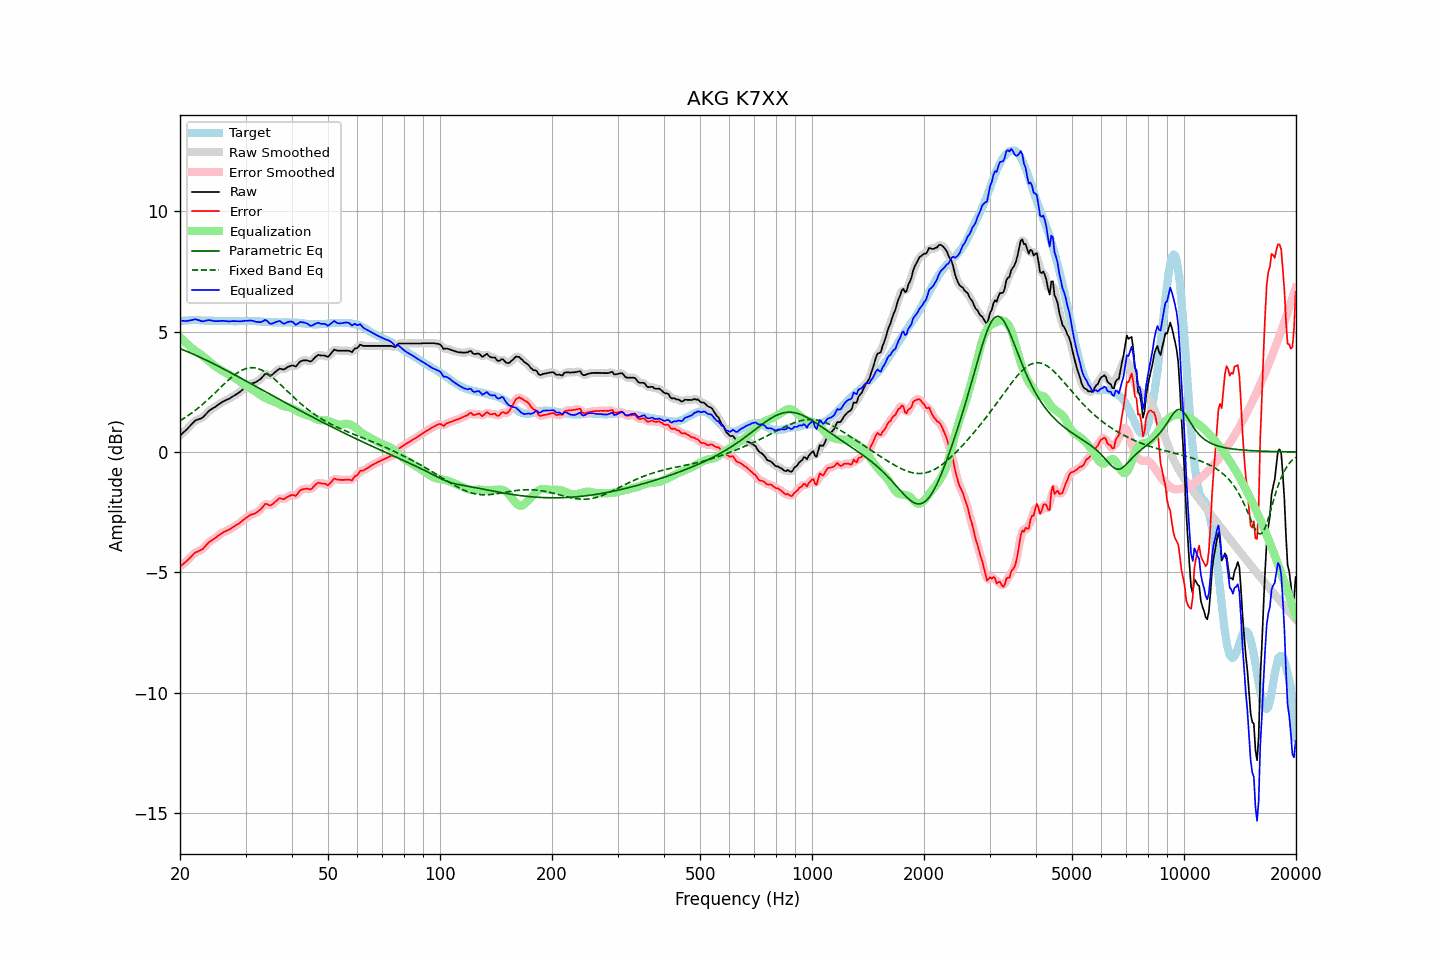 AKG K7XX
Target
Raw Smoothed
Error Smoothed
Raw
Error
Equalization
Parametric Eq
Fixed Band Eq
Equalized
Amplitude (dBr)
10
5
0
−5
−10
−15
20 50 100 200 500 1000 2000 5000 10000 20000
Frequency (Hz)